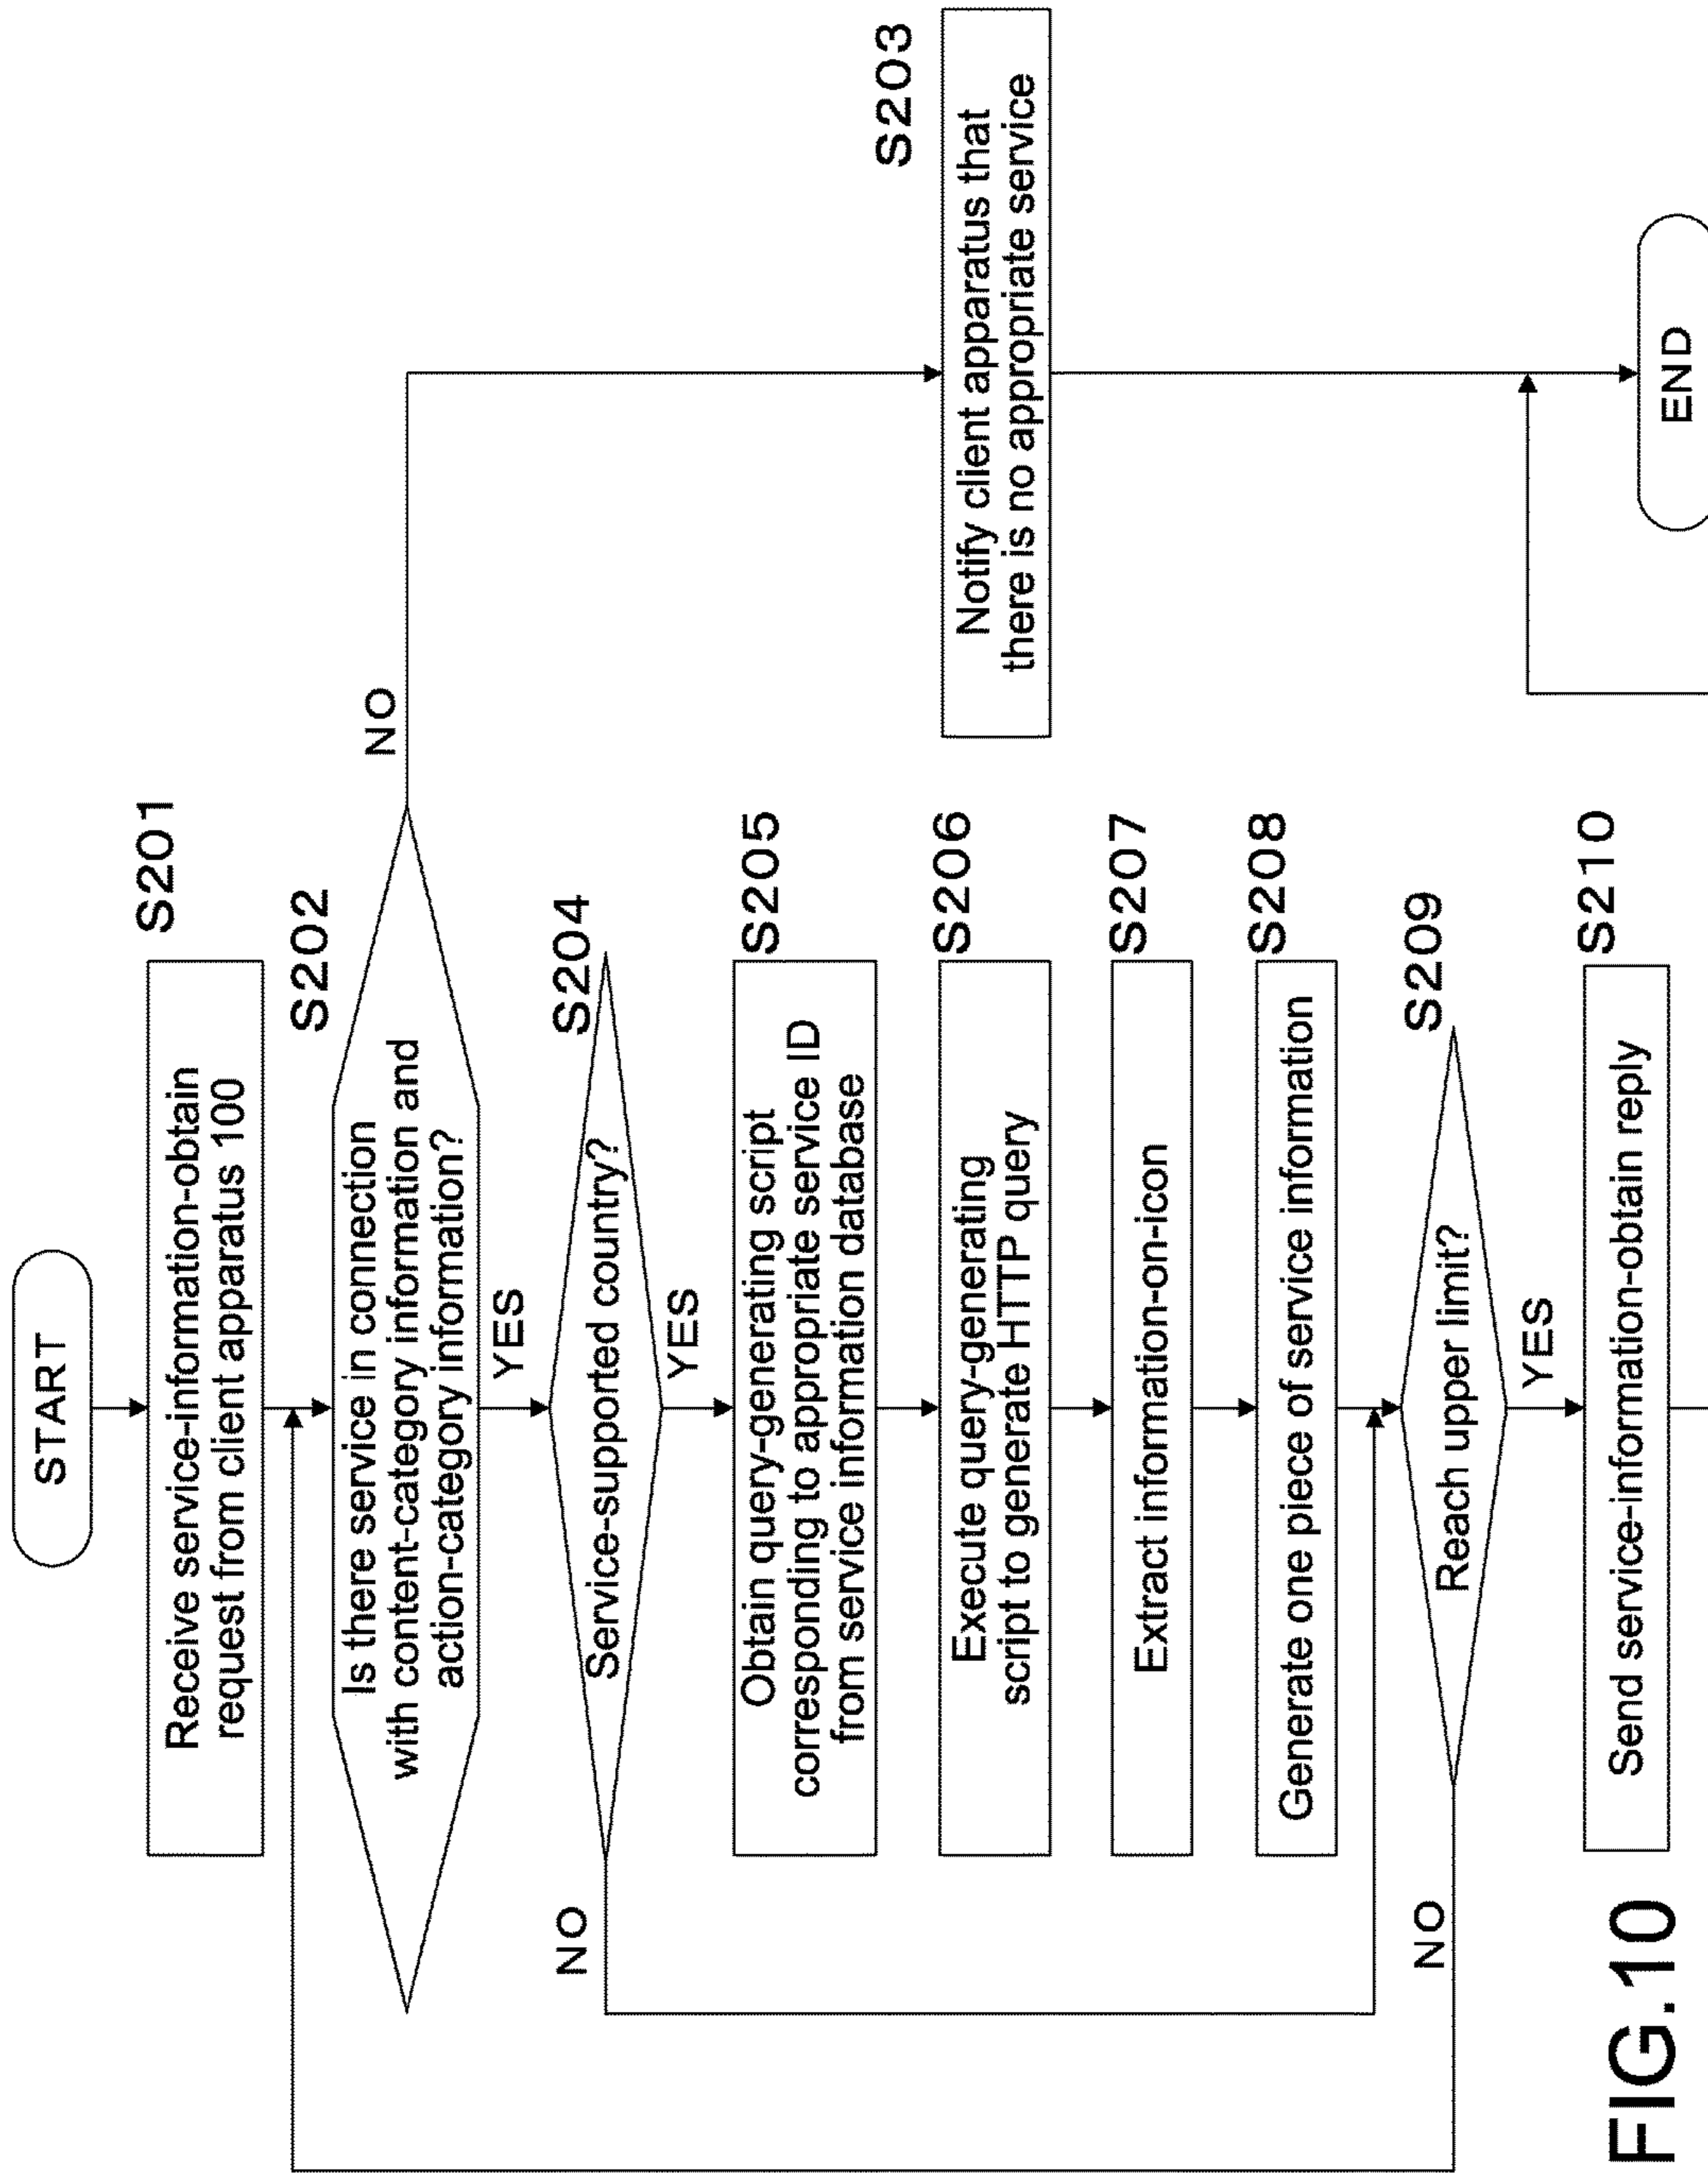 START
S201
Receive service-information-obtain
request from client apparatus 100
S202
Is there service in connection
with content-category information and
action-category information?
NO
YES
S203
Notify client apparatus that
there is no appropriate service
S204
Service-supported country?
NO
YES
S205
Obtain query-generating script
corresponding to appropriate service ID
from service information database
S206
Execute query-generating
script to generate HTTP query
S207
Extract information-on-icon
S208
Generate one piece of service information
S209
Reach upper limit?
NO
YES
S210
Send service-information-obtain reply
END
FIG.10